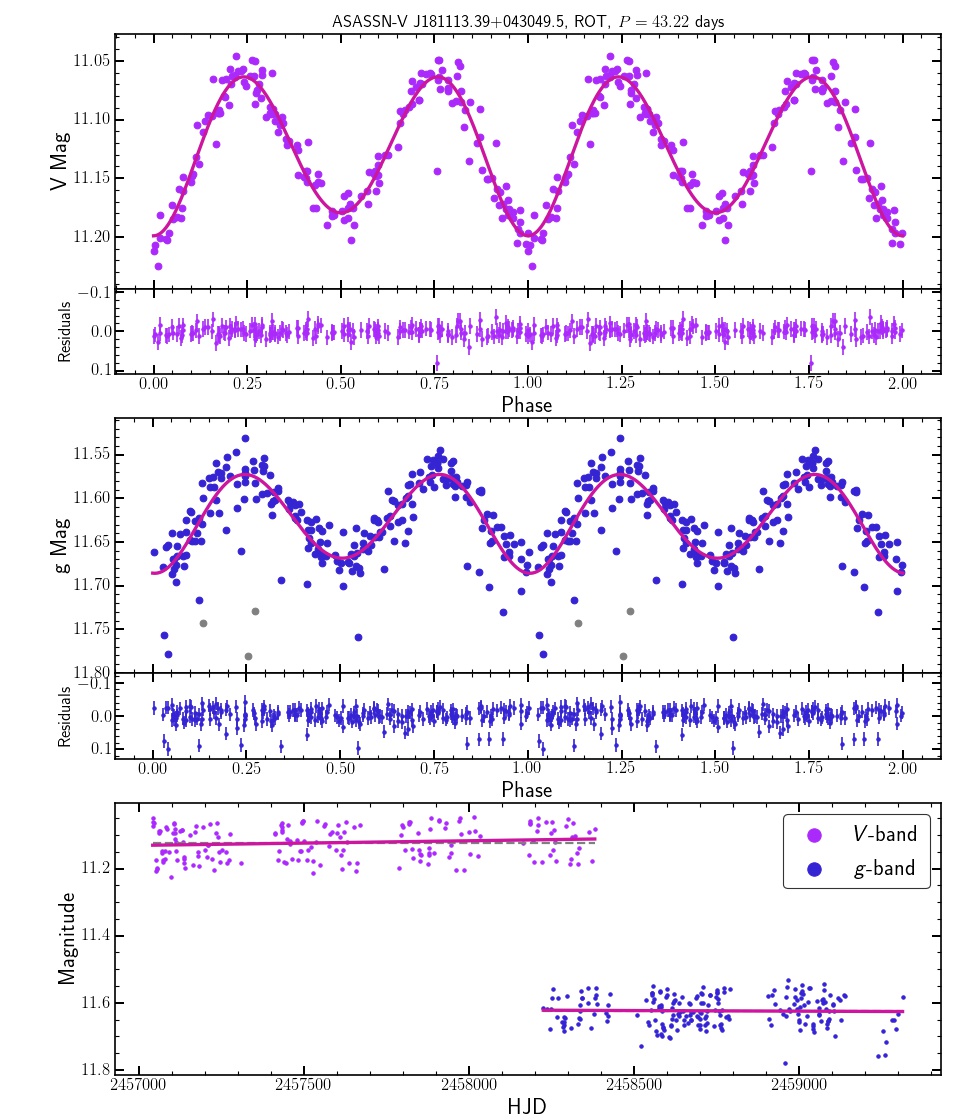 ASASSN-V J181113.39+043049.5, ROT, P = 43.22 days
11.05
11.10
11.15
11.20
V Mag
−0.1
0.0
0.1
Residuals
0.00 0.25 0.50 0.75 1.00 1.25 1.50 1.75 2.00
Phase
11.55
11.60
11.65
11.70
11.75
11.80
g Mag
−0.1
0.0
0.1
Residuals
0.00 0.25 0.50 0.75 1.00 1.25 1.50 1.75 2.00
Phase
V-band
g-band
11.2
11.4
11.6
11.8
Magnitude
2457000 2457500 2458000 2458500 2459000
HJD